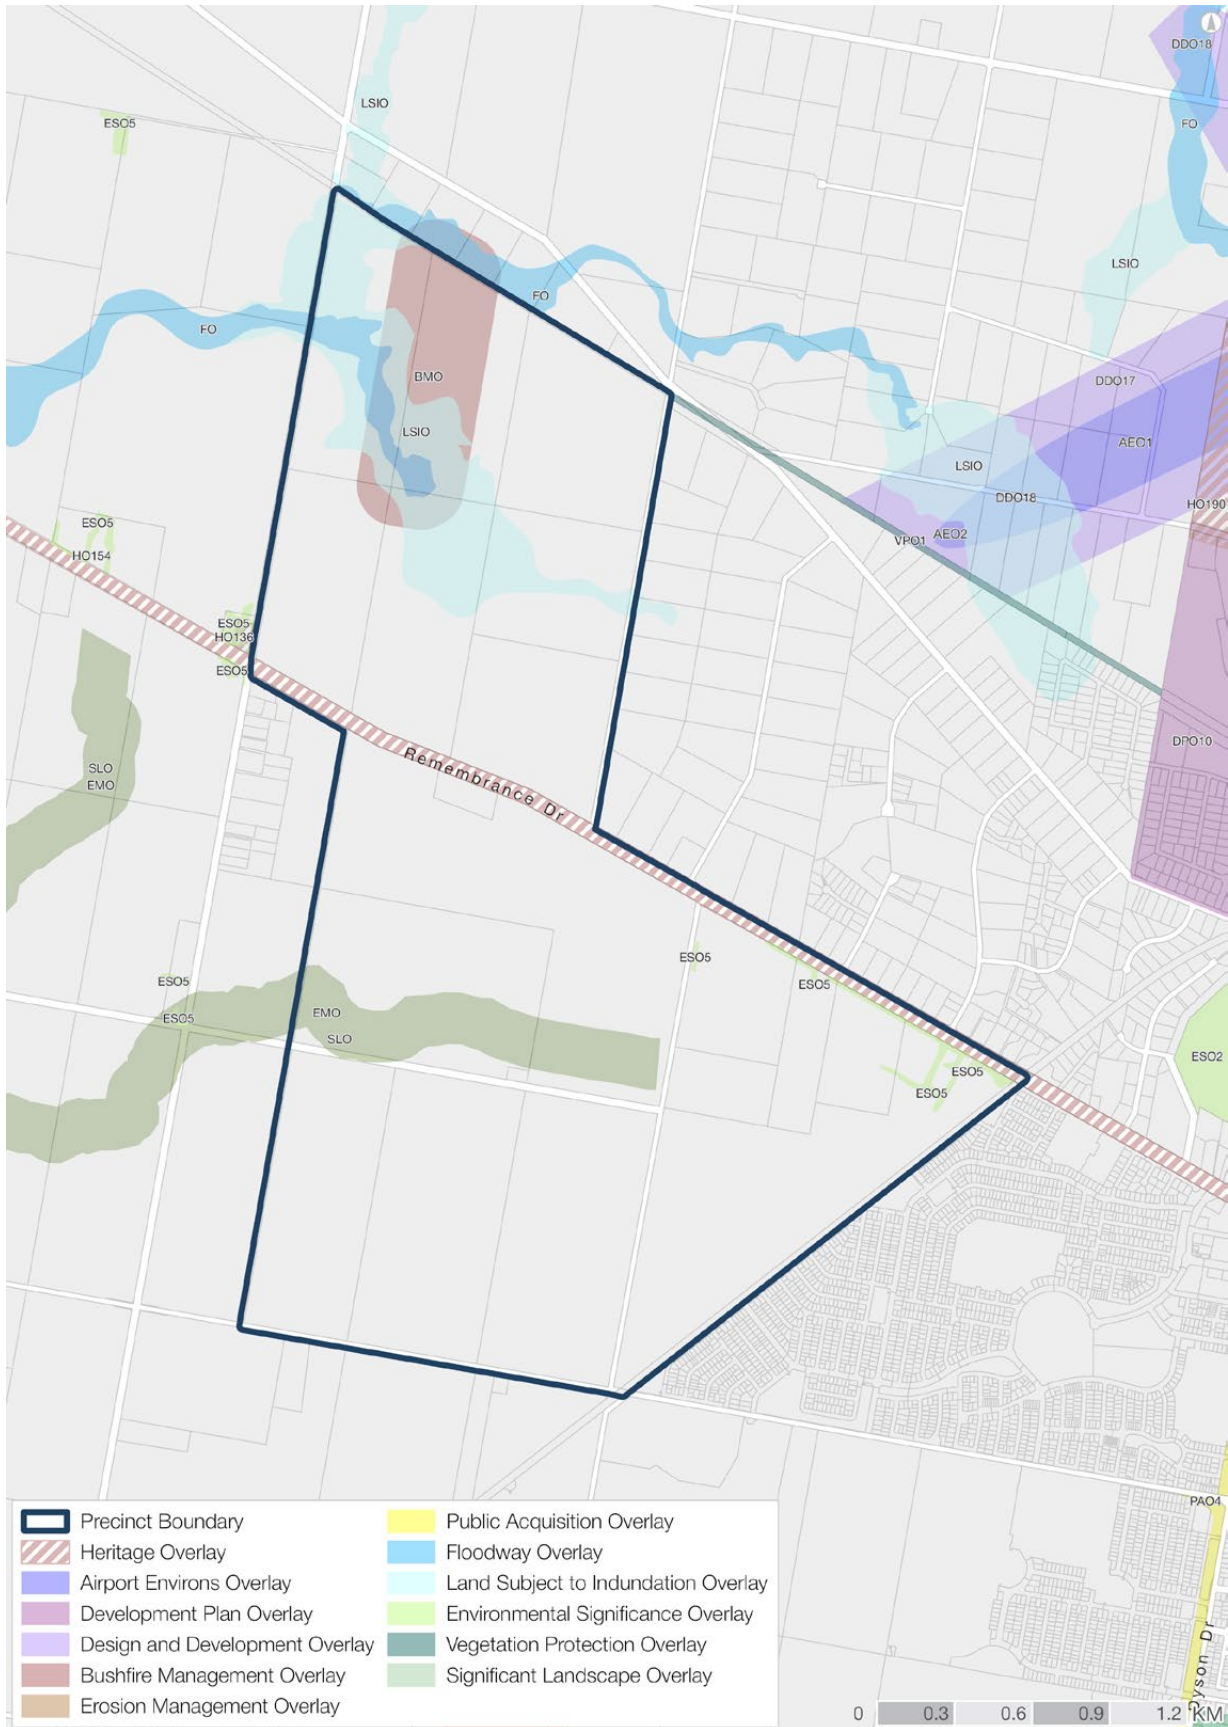 DDO18
LSIO
FO
ESO5
LSIO
FO
FO
DDO17
BMO
LSIO
AEO1
LSIO
DDO18
HO190
ESO5
VPO1
AEO2
HO154
ESO5
HO136
ESO5
DPO10
Remembrance Dr
SLO
EMO
ESO5
ESO5
ESO5
EMO
ESO5
SLO
ESO2
ESO5
ESO5
PAO4
Dyson Dr
Precinct Boundary
Heritage Overlay
Airport Environs Overlay
Development Plan Overlay
Design and Development Overlay
Bushfire Management Overlay
Erosion Management Overlay
Public Acquisition Overlay
Floodway Overlay
Land Subject to Indundation Overlay
Environmental Significance Overlay
Vegetation Protection Overlay
Significant Landscape Overlay
0 0.3 0.6 0.9 1.2 KM